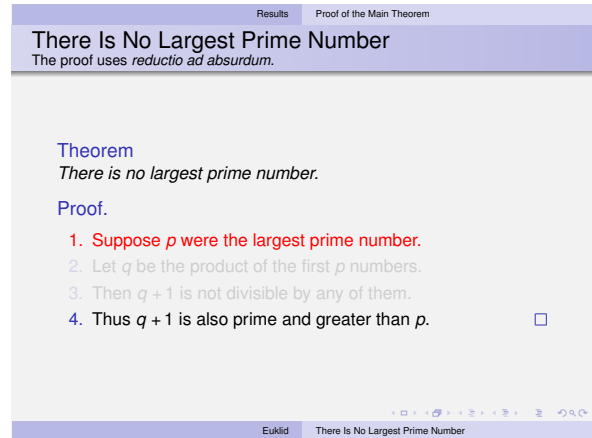 Results Proof of the Main Theorem
There Is No Largest Prime Number
The proof uses reductio ad absurdum.
Theorem
There is no largest prime number.
Proof.
1. Suppose p were the largest prime number.
2. Let q be the product of the first p numbers.
3. Then q + 1 is not divisible by any of them.
4. Thus q + 1 is also prime and greater than p. □
Euklid There Is No Largest Prime Number